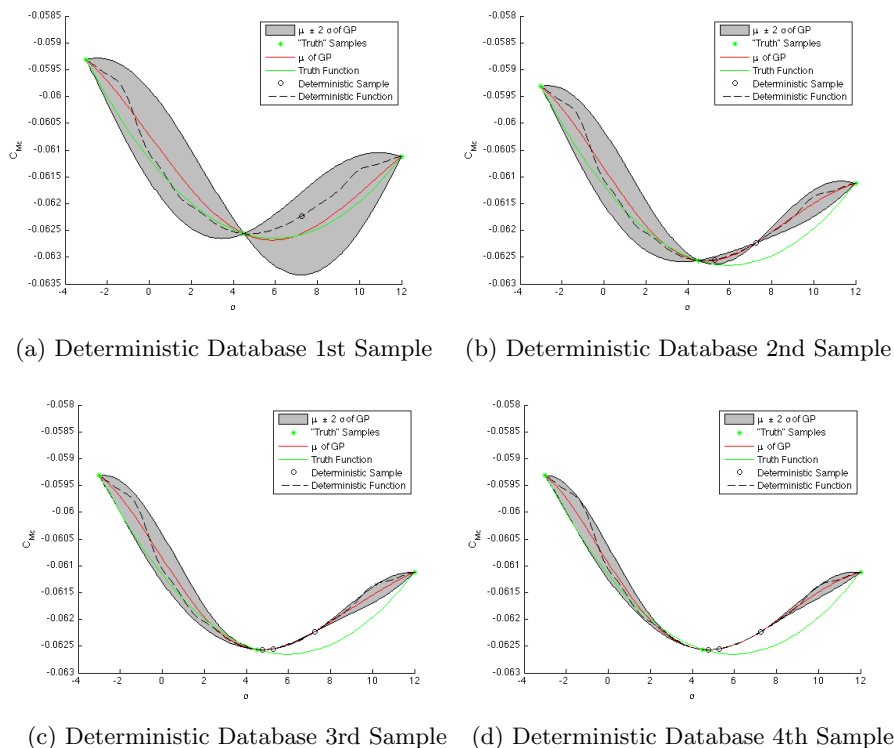 -0.0585
-0.059
-0.0595
-0.06
-0.0605
-0.061
-0.0615
-0.062
-0.0625
-0.063
-0.0635
C_Mc
-4 -2 0 2 4 6 8 10 12
ø
μ ± 2 σ of GP
"Truth" Samples
μ of GP
Truth Function
Deterministic Sample
Deterministic Function
(a) Deterministic Database 1st Sample
-0.0585
-0.059
-0.0595
-0.06
-0.0605
-0.061
-0.0615
-0.062
-0.0625
-0.063
C_Mc
-4 -2 0 2 4 6 8 10 12
ø
μ ± 2 σ of GP
"Truth" Samples
μ of GP
Truth Function
Deterministic Sample
Deterministic Function
(b) Deterministic Database 2nd Sample
-0.058
-0.0585
-0.059
-0.0595
-0.06
-0.0605
-0.061
-0.0615
-0.062
-0.0625
-0.063
C_Mc
-4 -2 0 2 4 6 8 10 12
ø
μ ± 2 σ of GP
"Truth" Samples
μ of GP
Truth Function
Deterministic Sample
Deterministic Function
(c) Deterministic Database 3rd Sample
-0.058
-0.0585
-0.059
-0.0595
-0.06
-0.0605
-0.061
-0.0615
-0.062
-0.0625
-0.063
C_Mc
-4 -2 0 2 4 6 8 10 12
ø
μ ± 2 σ of GP
"Truth" Samples
μ of GP
Truth Function
Deterministic Sample
Deterministic Function
(d) Deterministic Database 4th Sample